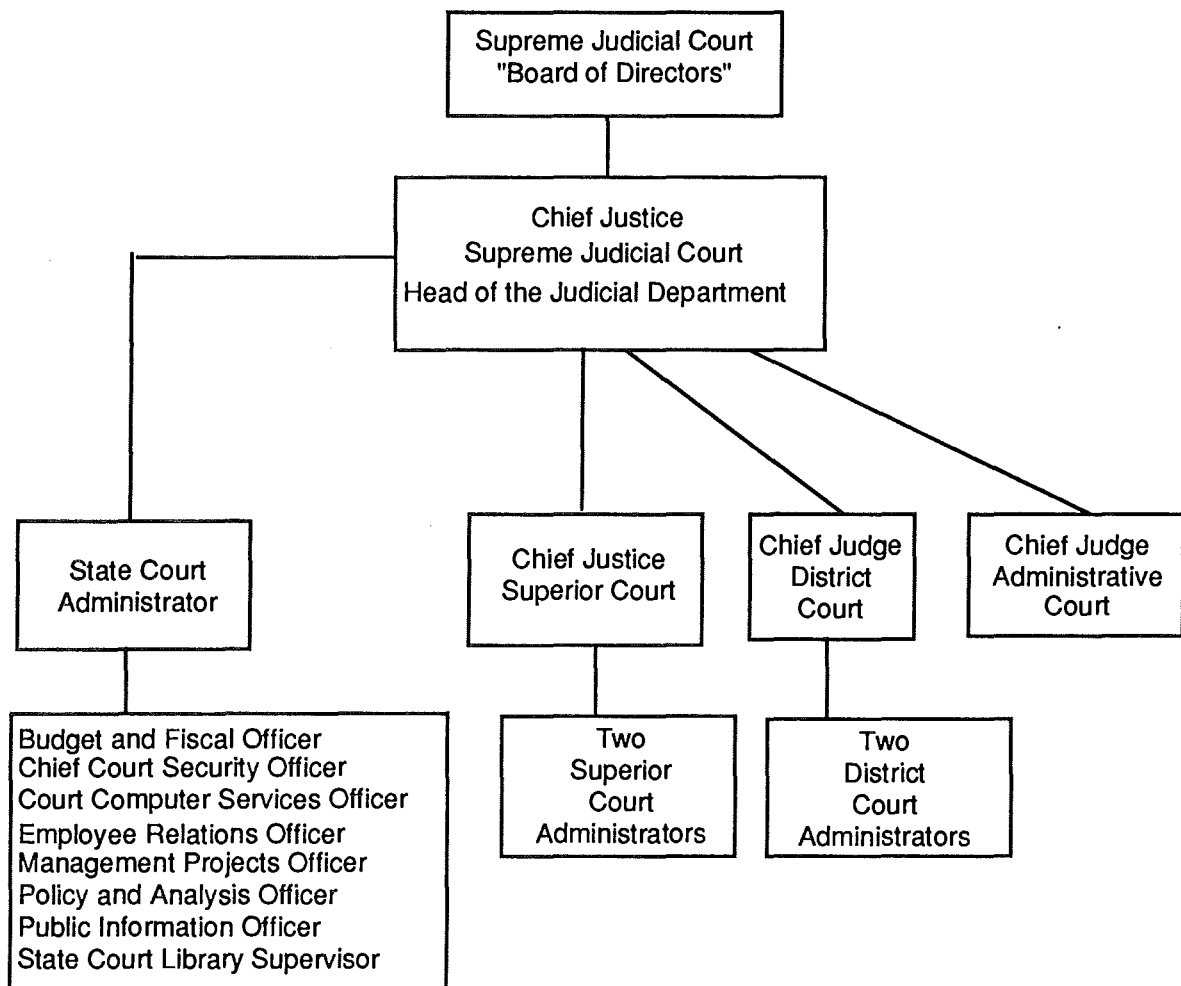 Supreme Judicial Court
"Board of Directors"
Chief Justice
Supreme Judicial Court
Head of the Judicial Department
State Court
Administrator
Chief Justice
Superior Court
Chief Judge
District
Court
Chief Judge
Administrative
Court
Budget and Fiscal Officer
Chief Court Security Officer
Court Computer Services Officer
Employee Relations Officer
Management Projects Officer
Policy and Analysis Officer
Public Information Officer
State Court Library Supervisor
Two
Superior
Court
Administrators
Two
District
Court
Administrators